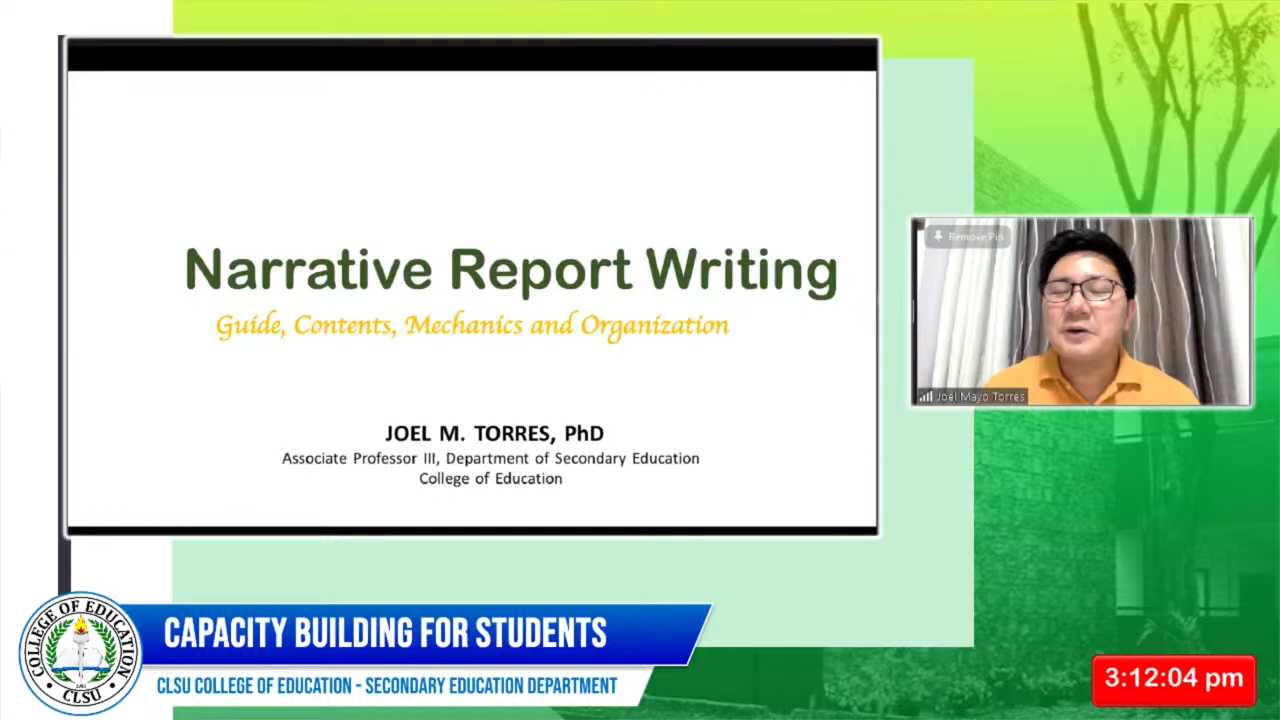 Narrative Report Writing
Guide, Contents, Mechanics and Organization
JOEL M. TORRES, PhD
Associate Professor III, Department of Secondary Education
College of Education
Remove Pin
Joel Mayo Torres
COLLEGE OF EDUCATION
CLSU
CAPACITY BUILDING FOR STUDENTS
CLSU COLLEGE OF EDUCATION - SECONDARY EDUCATION DEPARTMENT
3:12:04 pm